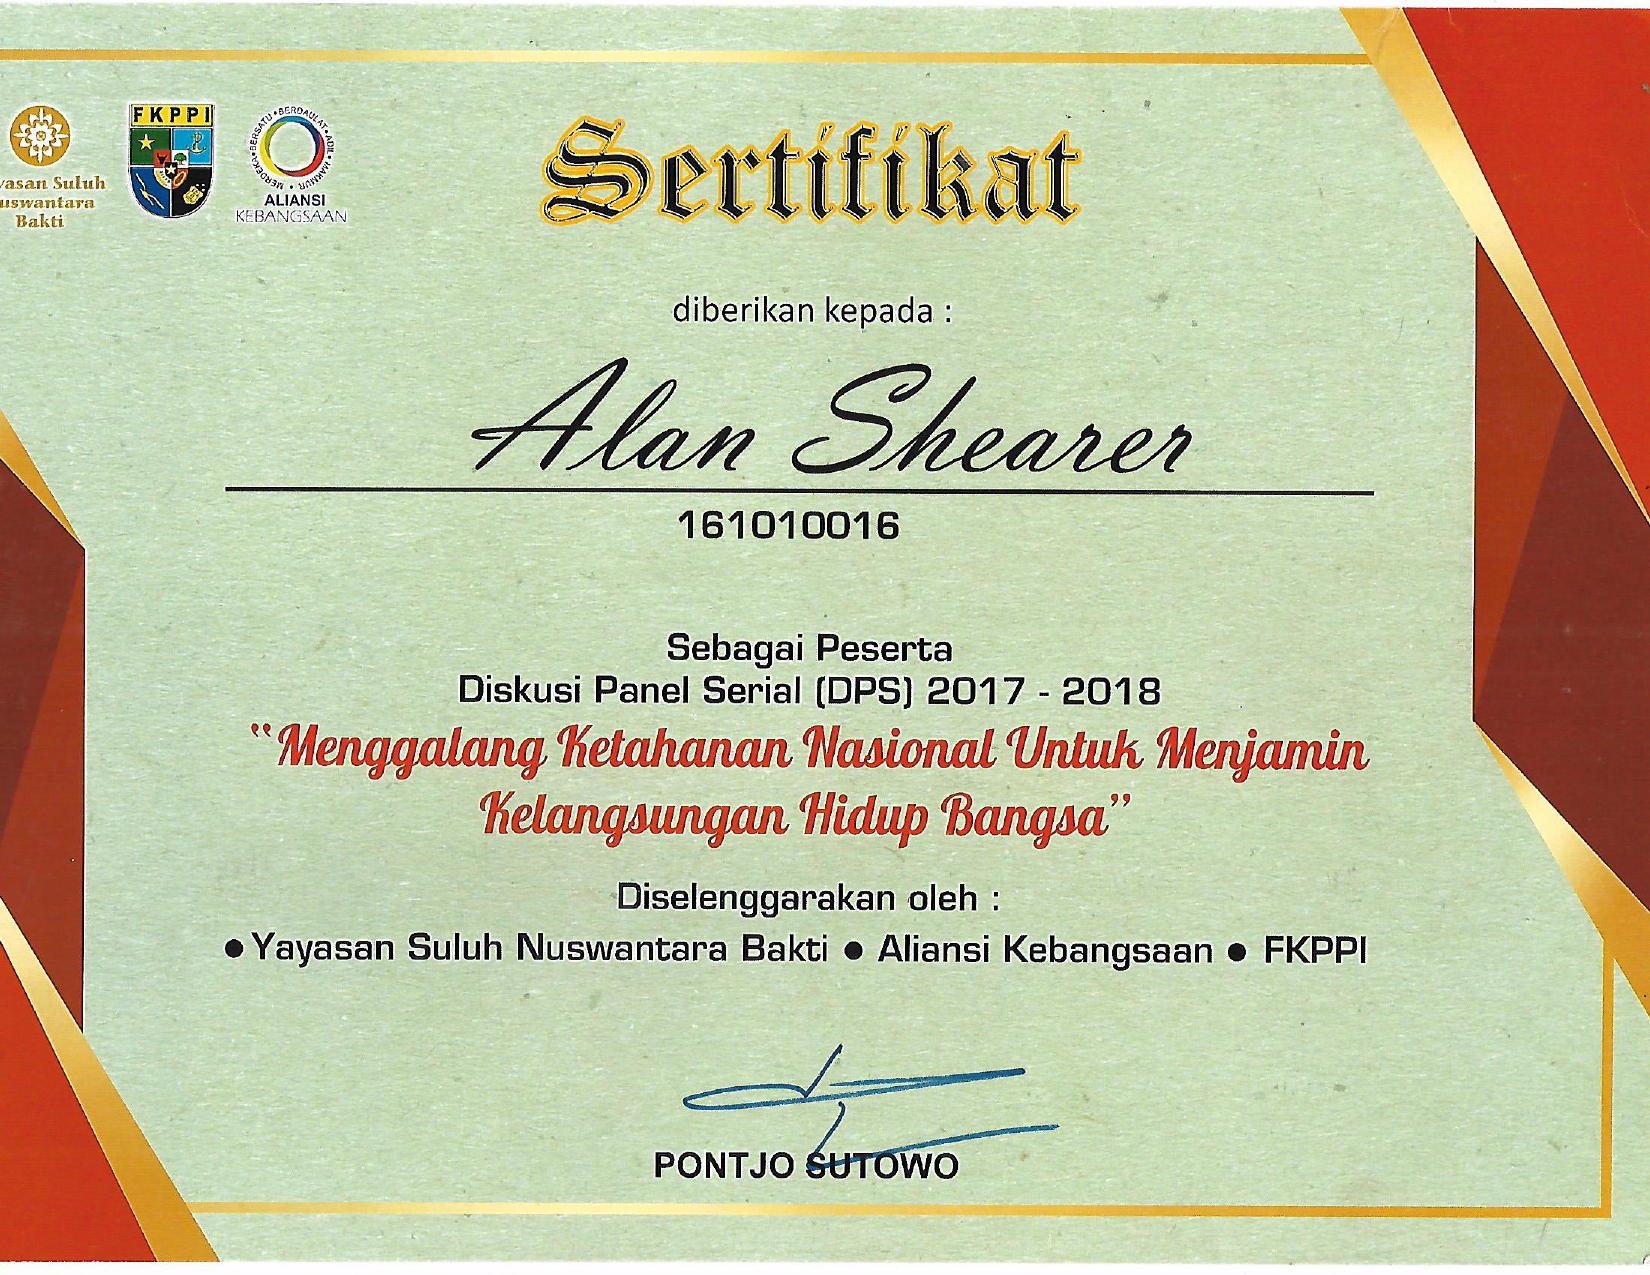 FKPPI
MERDEKA • BERSATU • BERDAULAT • ADIL • MAKMUR •
Suluh
Bakti
ALIANSI
KEBANGSAAN
Sertifikat
diberikan kepada :
Alan Shearer
161010016
Sebagai Peserta
Diskusi Panel Serial (DPS) 2017 - 2018
“Menggalang Ketahanan Nasional Untuk Menjamin
Kelangsungan Hidup Bangsa”
Diselenggarakan oleh :
• Yayasan Suluh Nuswantara Bakti • Aliansi Kebangsaan • FKPPI
PONTJO SUTOWO